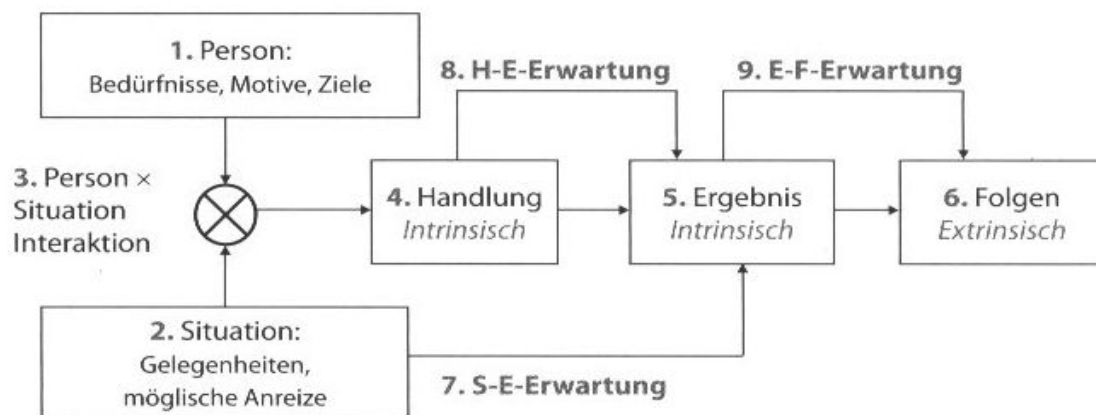 1. Person:
Bedürfnisse, Motive, Ziele
8. H-E-Erwartung
9. E-F-Erwartung
3. Person ×
Situation
Interaktion
4. Handlung
Intrinsisch
5. Ergebnis
Intrinsisch
6. Folgen
Extrinsisch
2. Situation:
Gelegenheiten,
möglische Anreize
7. S-E-Erwartung